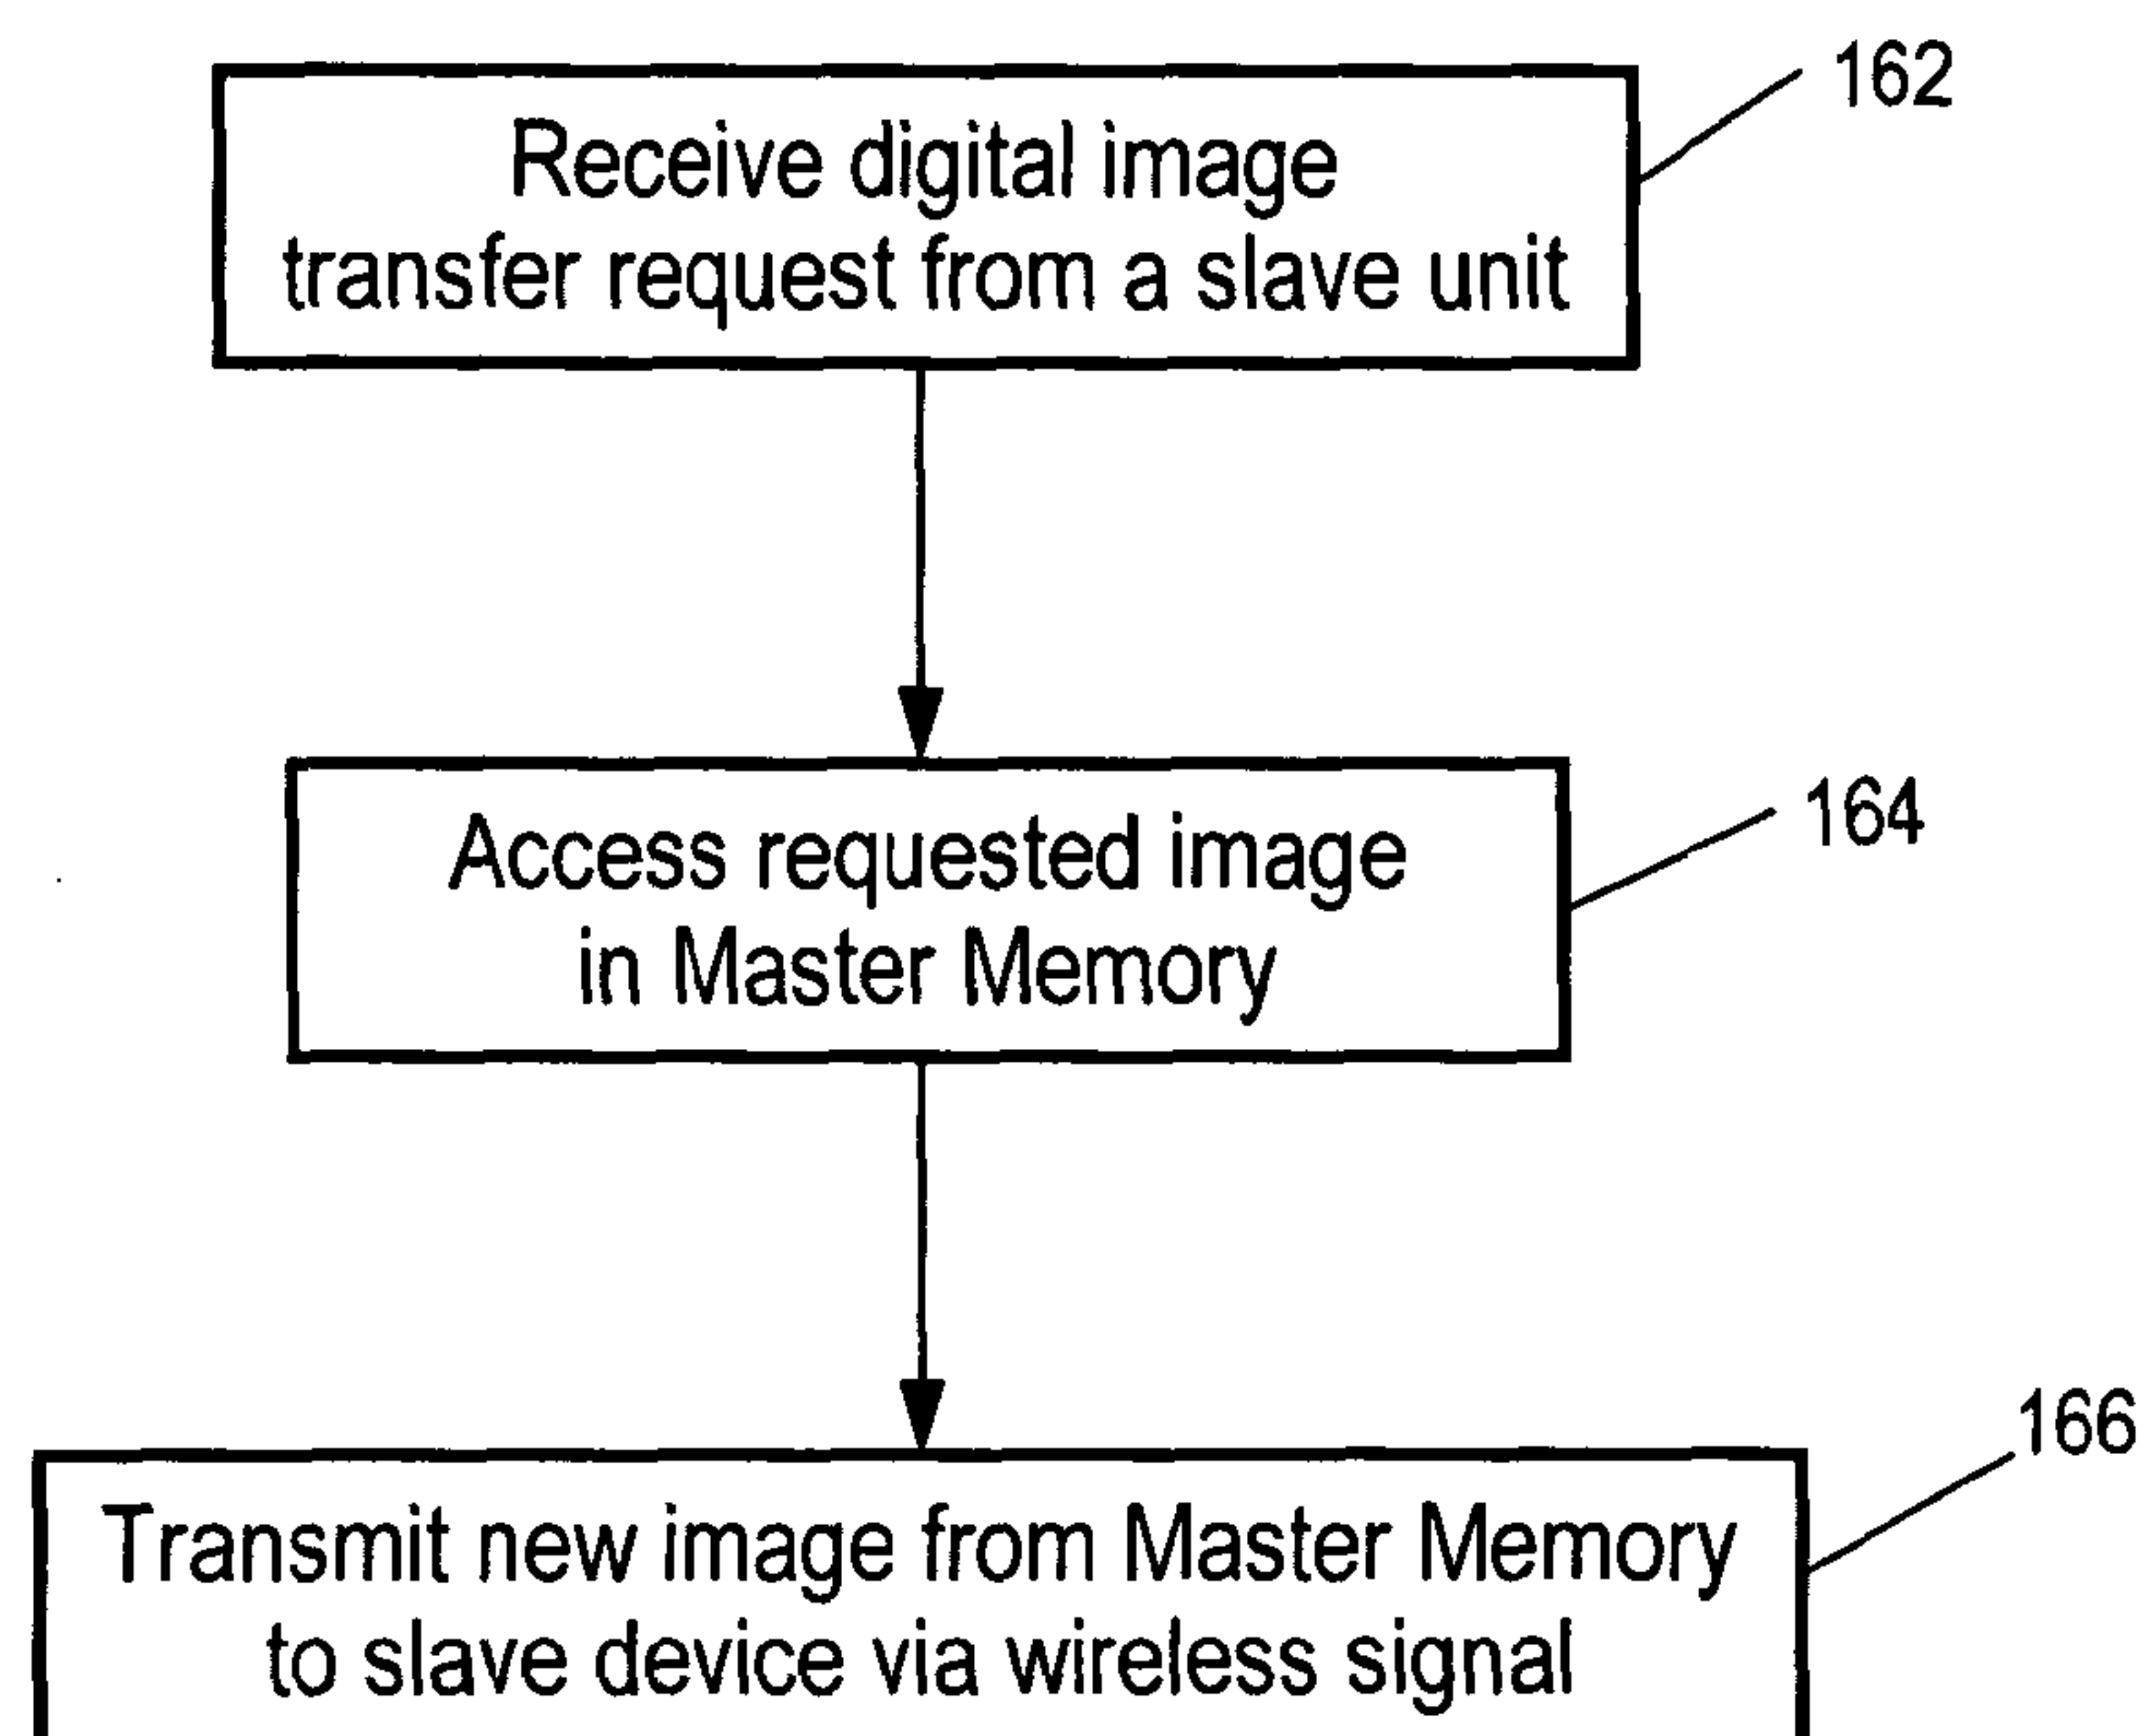 162
Receive digital image
transfer request from a slave unit
164
Access requested image
in Master Memory
166
Transmit new image from Master Memory
to slave device via wireless signal